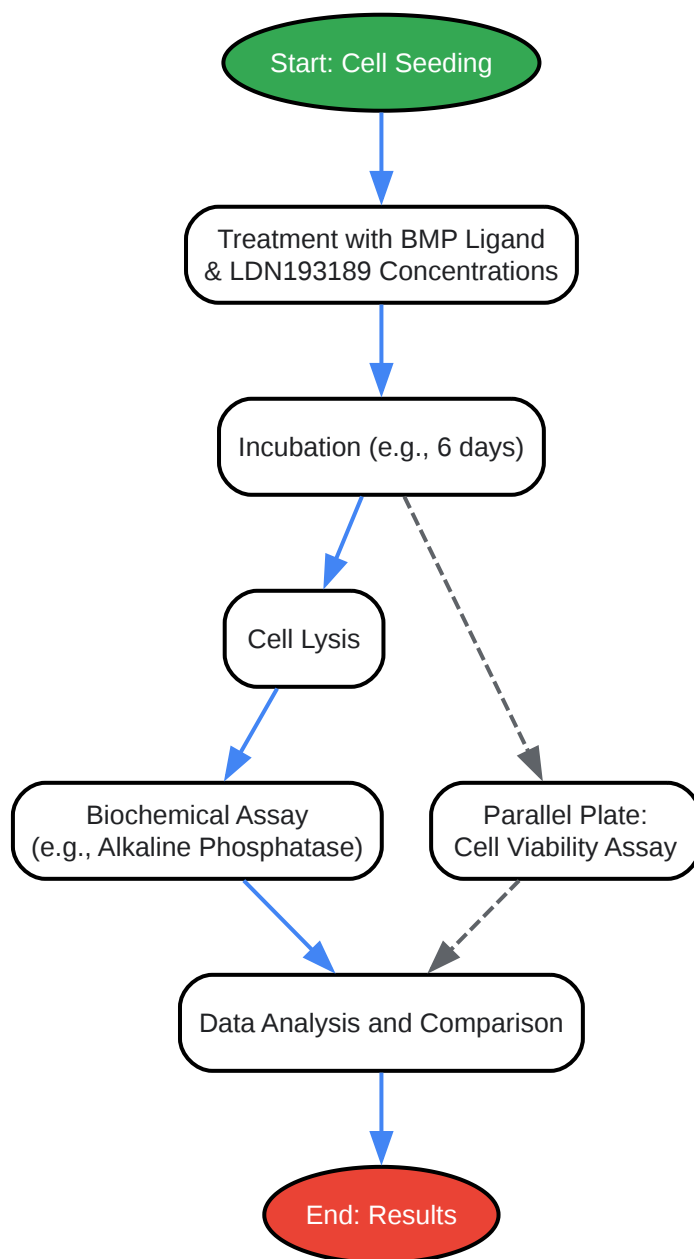 Start: Cell Seeding
Treatment with BMP Ligand
& LDN193189 Concentrations
Incubation (e.g., 6 days)
Cell Lysis
Biochemical Assay
(e.g., Alkaline Phosphatase)
Parallel Plate:
Cell Viability Assay
Data Analysis and Comparison
End: Results